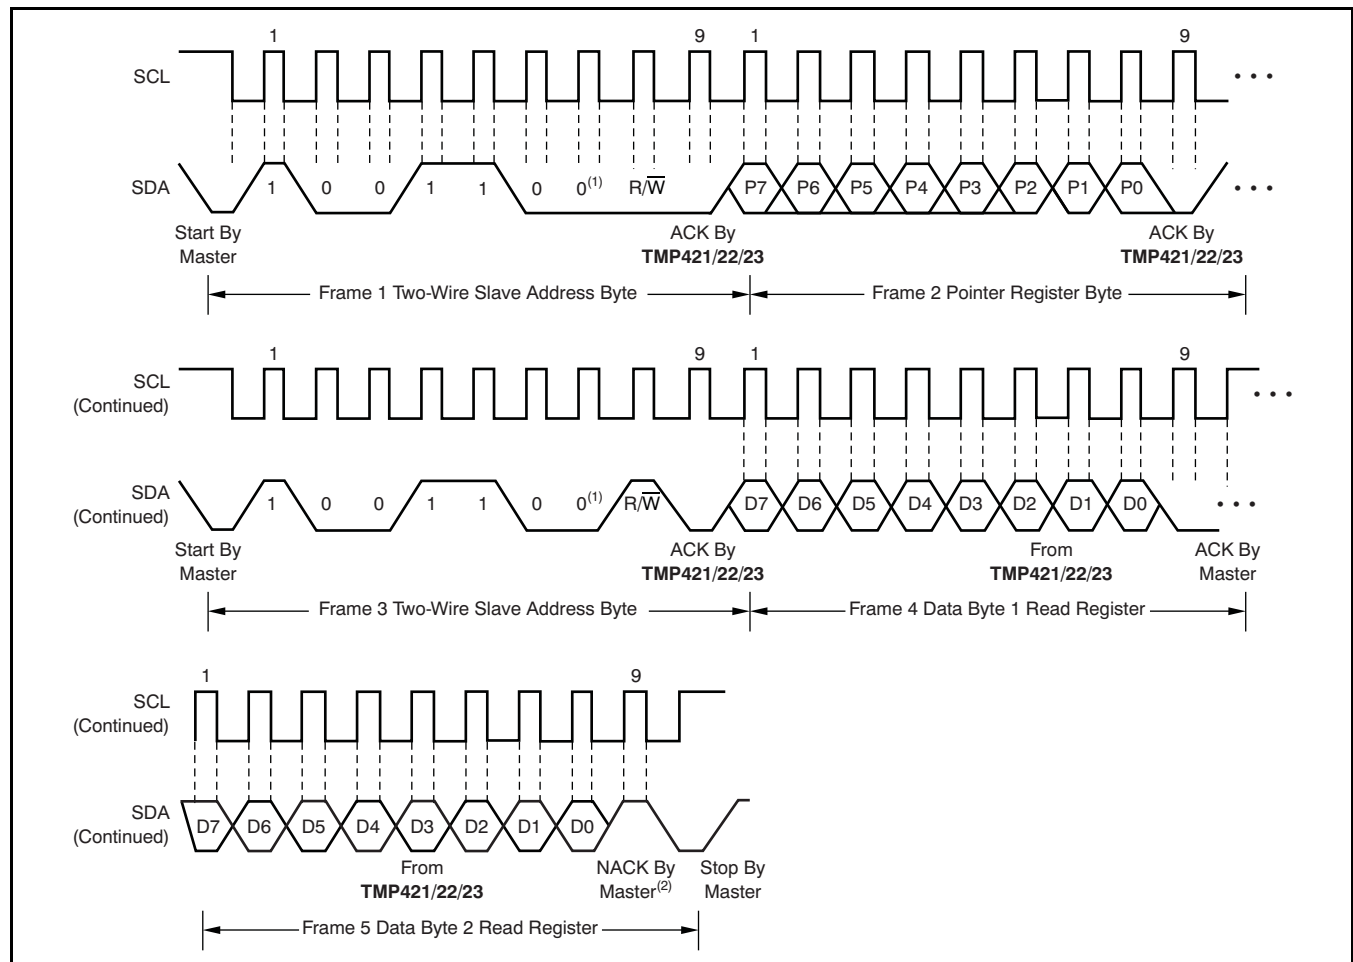 1 9 1 9
SCL • • •
SDA 1 0 0 1 1 0 0(1) R/W̅ P7 P6 P5 P4 P3 P2 P1 P0 • • •
Start By Master
ACK By TMP421/22/23
ACK By TMP421/22/23
Frame 1 Two-Wire Slave Address Byte
Frame 2 Pointer Register Byte
1 9 1 9
SCL (Continued) • • •
SDA (Continued) 1 0 0 1 1 0 0(1) R/W̅ D7 D6 D5 D4 D3 D2 D1 D0 • • •
Start By Master
ACK By TMP421/22/23
From TMP421/22/23
ACK By Master
Frame 3 Two-Wire Slave Address Byte
Frame 4 Data Byte 1 Read Register
1 9
SCL (Continued)
SDA (Continued) D7 D6 D5 D4 D3 D2 D1 D0
From TMP421/22/23
NACK By Master(2)
Stop By Master
Frame 5 Data Byte 2 Read Register